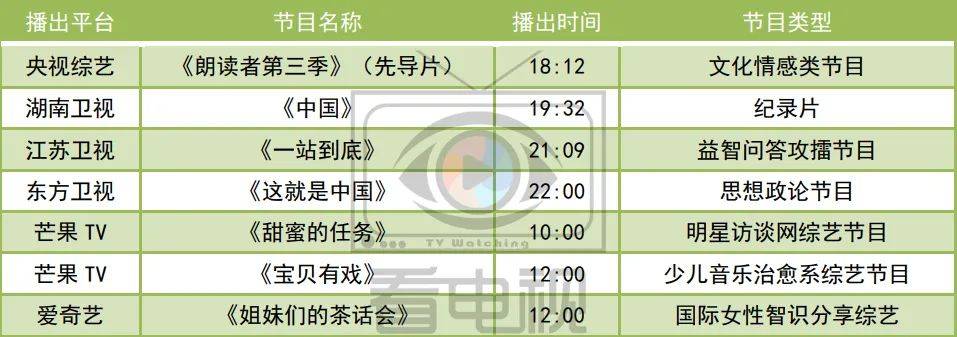 播出平台 节目名称 播出时间 节目类型
央视综艺 《朗读者第三季》（先导片） 18:12 文化情感类节目
湖南卫视 《中国》 19:32 纪录片
江苏卫视 《一站到底》 21:09 益智问答攻擂节目
东方卫视 《这就是中国》 22:00 思想政论节目
芒果 TV 《甜蜜的任务》 10:00 明星访谈网综艺节目
TV Watching
芒果 TV 《宝贝有戏》 12:00 少儿音乐治愈系综艺节目
看电视
爱奇艺 《姐妹们的茶话会》 12:00 国际女性智识分享综艺